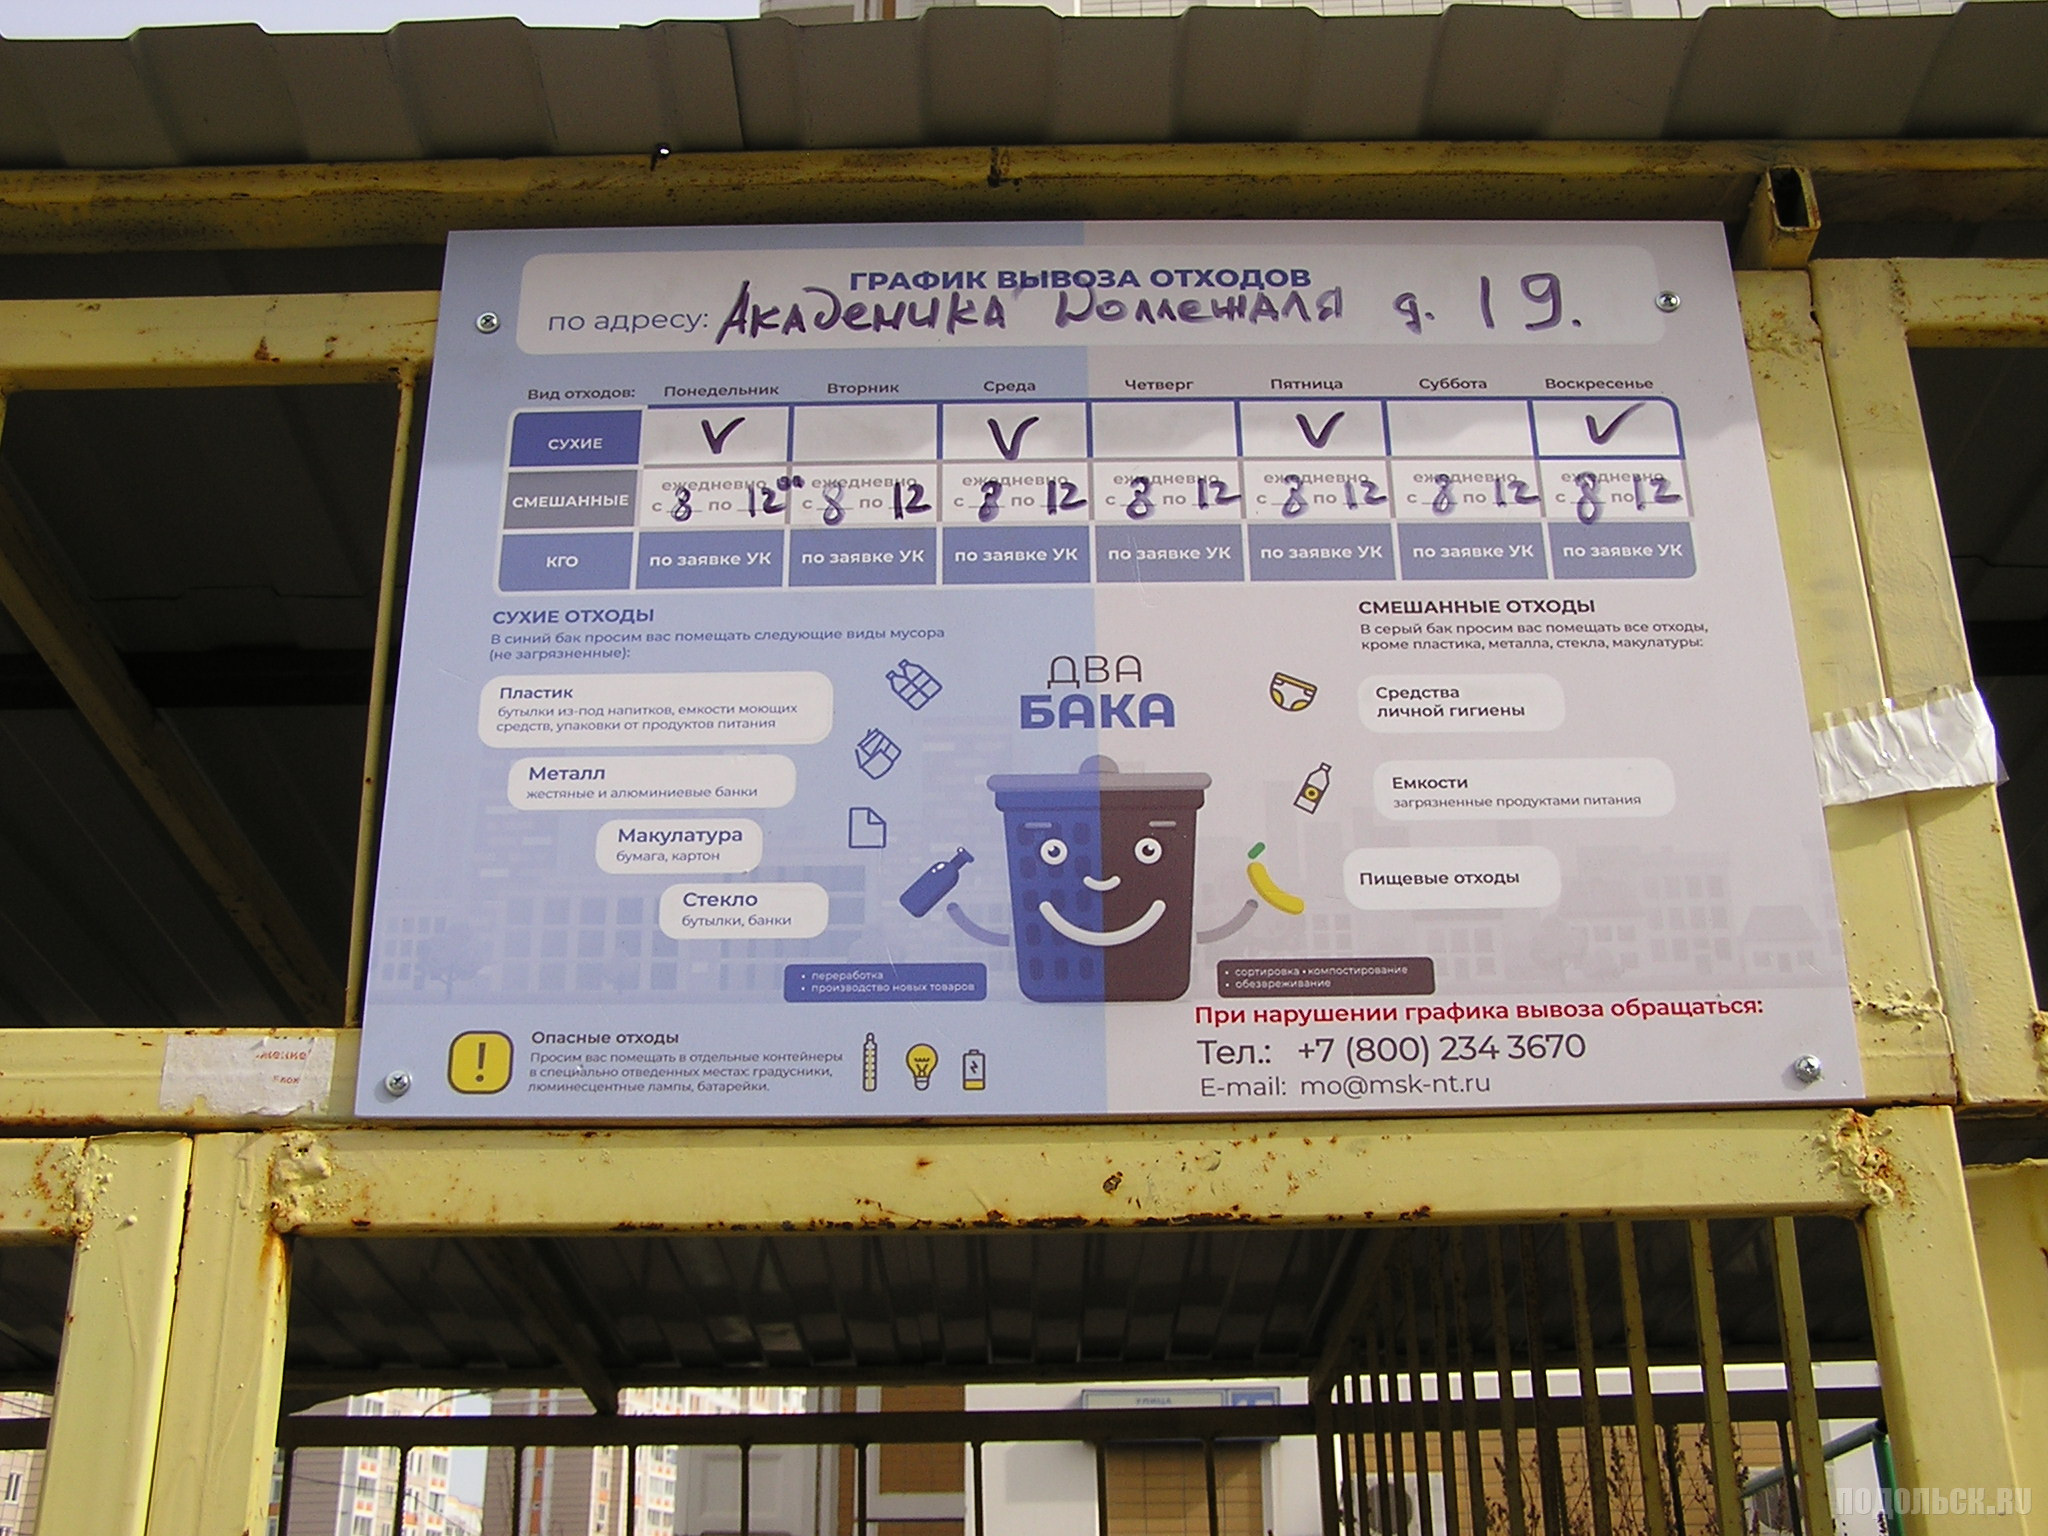 ГРАФИК ВЫВОЗА ОТХОДОВ
по адресу: Академика Доллежаля д. 19.
Вид отходов: Понедельник Вторник Среда Четверг Пятница Суббота Воскресенье
СУХИЕ V V V V
СМЕШАННЫЕ ежедневно ежедневно ежедневно ежедневно ежедневно ежедневно ежедневно
с 8 по 12 00 с 8 по 12 с 8 по 12 с 8 по 12 с 8 по 12 с 8 по 12 с 8 по 12
КГО по заявке УК по заявке УК по заявке УК по заявке УК по заявке УК по заявке УК по заявке УК
СУХИЕ ОТХОДЫ
В синий бак просим вас помещать следующие виды мусора
(не загрязненные):
Пластик
бутылки из-под напитков, емкости моющих
средств, упаковки от продуктов питания
Металл
жестяные и алюминиевые банки
Макулатура
бумага, картон
Стекло
бутылки, банки
• переработка
• производство новых товаров
ДВА
БАКА
СМЕШАННЫЕ ОТХОДЫ
В серый бак просим вас помещать все отходы,
кроме пластика, металла, стекла, макулатуры:
Средства
личной гигиены
Емкости
загрязненные продуктами питания
Пищевые отходы
• сортировка • компостирование
• обезвреживание
!
Опасные отходы
Просим вас помещать в отдельные контейнеры
в специально отведенных местах: градусники,
люминесцентные лампы, батарейки.
При нарушении графика вывоза обращаться:
Тел.: +7 (800) 234 3670
E-mail: mo@msk-nt.ru
УЛИЦА
ПОДОЛЬСК.RU